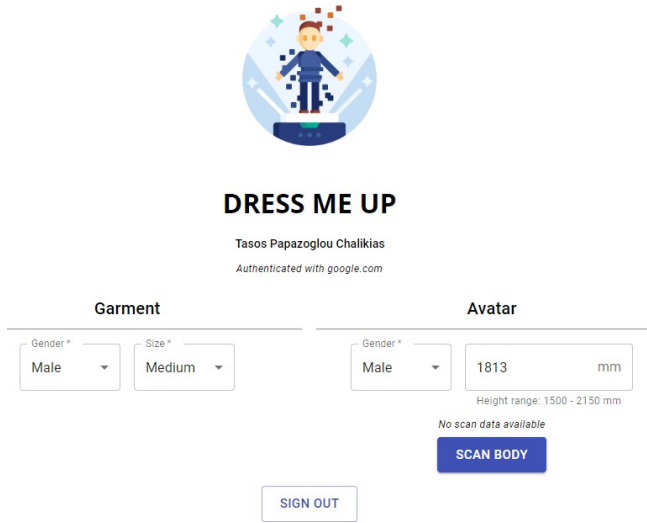 DRESS ME UP
Tasos Papazoglou Chalikias
Authenticated with google.com
Garment
Avatar
Gender *
Size *
Gender *
Male
Medium
Male
1813
mm
Height range: 1500 - 2150 mm
No scan data available
SCAN BODY
SIGN OUT